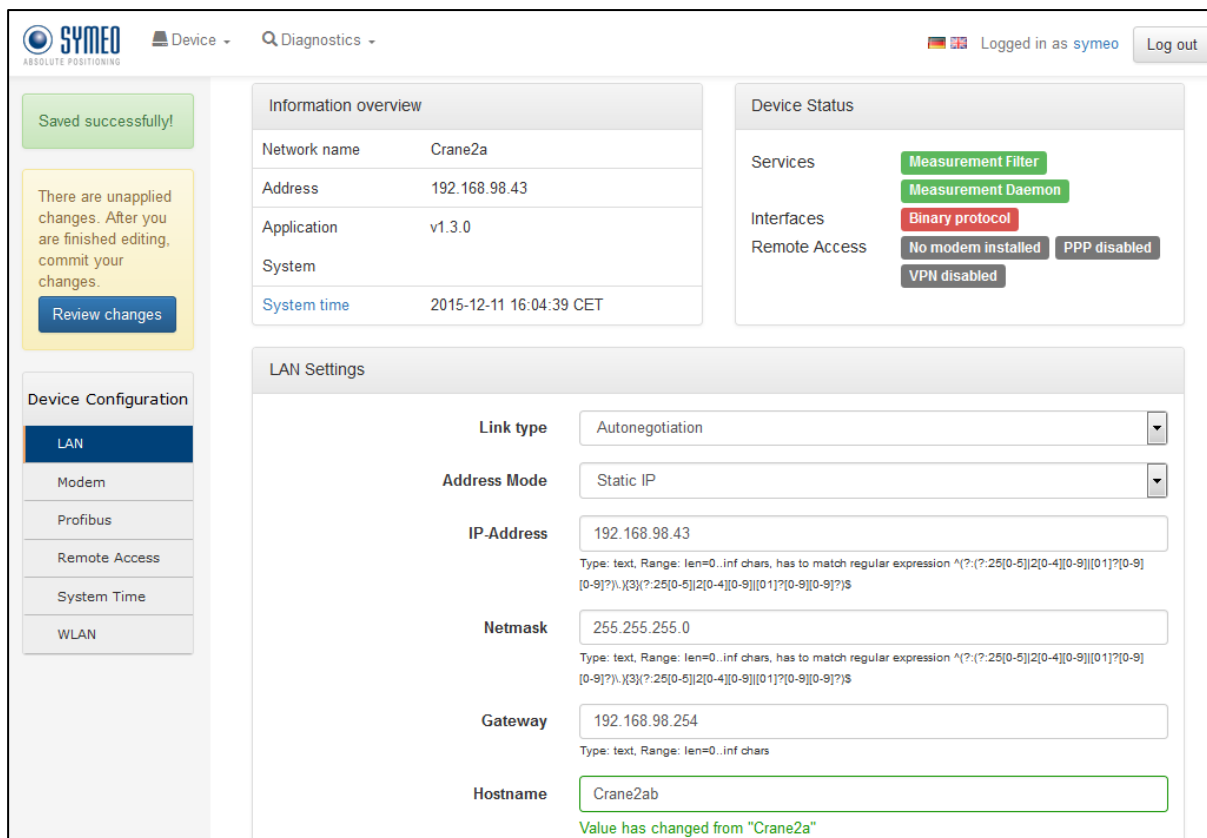 SYMEO
ABSOLUTE POSITIONING
Device
Diagnostics
Logged in as symeo
Log out
Saved successfully!
There are unapplied
changes. After you
are finished editing,
commit your
changes.
Review changes
Device Configuration
LAN
Modem
Profibus
Remote Access
System Time
WLAN
Information overview
Network name Crane2a
Address 192.168.98.43
Application v1.3.0
System
System time 2015-12-11 16:04:39 CET
Device Status
Services Measurement Filter
Measurement Daemon
Interfaces Binary protocol
Remote Access No modem installed PPP disabled
VPN disabled
LAN Settings
Link type Autonegotiation
Address Mode Static IP
IP-Address 192.168.98.43
Type: text, Range: len=0..inf chars, has to match regular expression ^(?:(?:25[0-5]|2[0-4][0-9]|[01]?[0-9]
[0-9]?)\.){3}(?:25[0-5]|2[0-4][0-9]|[01]?[0-9][0-9]?)$
Netmask 255.255.255.0
Type: text, Range: len=0..inf chars, has to match regular expression ^(?:(?:25[0-5]|2[0-4][0-9]|[01]?[0-9]
[0-9]?)\.){3}(?:25[0-5]|2[0-4][0-9]|[01]?[0-9][0-9]?)$
Gateway 192.168.98.254
Type: text, Range: len=0..inf chars
Hostname Crane2ab
Value has changed from "Crane2a"